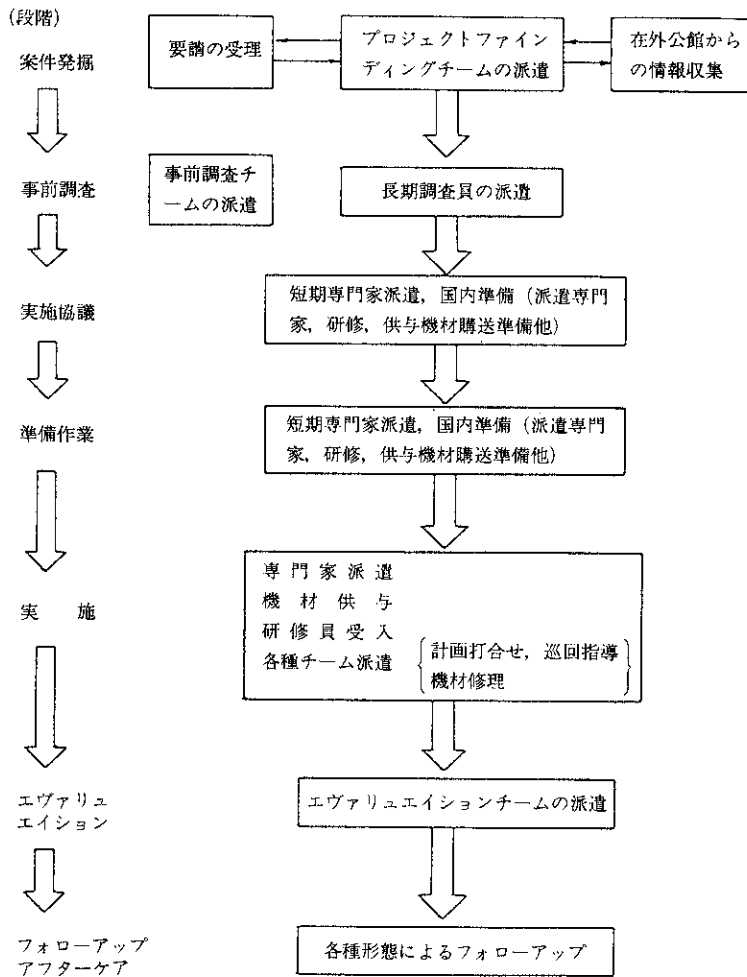 (段階)
案件発掘
要請の受理
プロジェクトファイン
ディングチームの派遣
在外公館から
の情報収集
事前調査
事前調査チ
ームの派遣
長期調査員の派遣
実施協議
短期専門家派遣，国内準備（派遣専門
家，研修，供与機材購送準備他）
準備作業
短期専門家派遣，国内準備（派遣専門
家，研修，供与機材購送準備他）
実施
専門家派遣
機材供与
研修員受入
各種チーム派遣
計画打合せ，巡回指導
機材修理
エヴァリュ
エイション
エヴァリュエイションチームの派遣
フォローアップ
アフターケア
各種形態によるフォローアップ